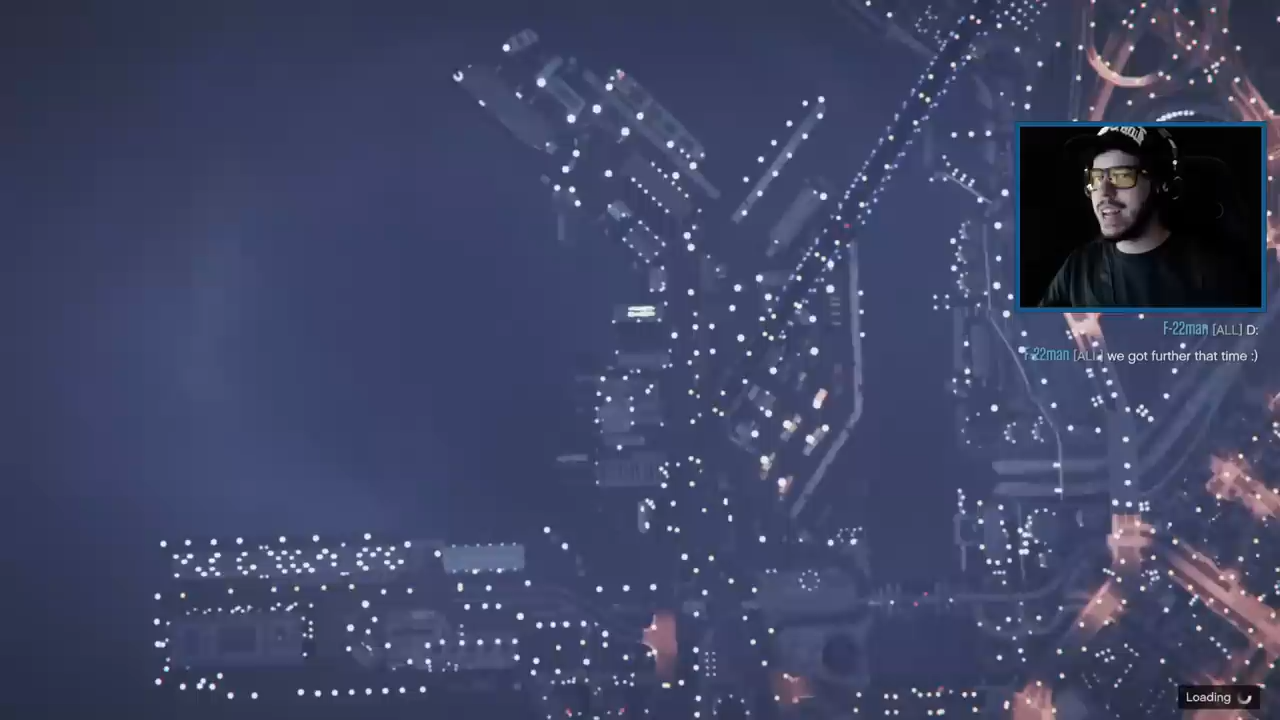 F-22man [ALL] D:
F-22man [ALL] we got further that time :)
Loading